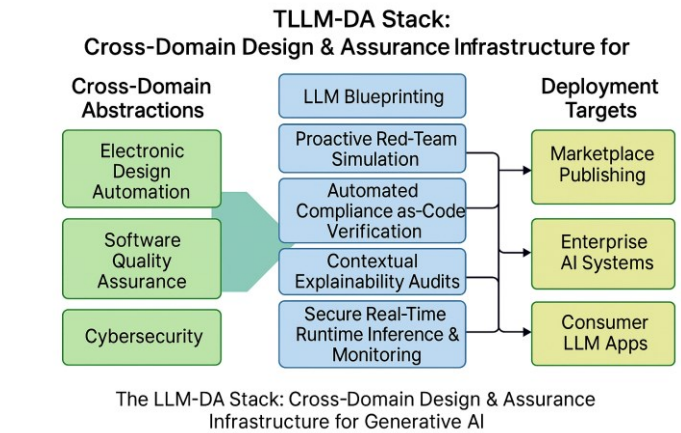 TLLM-DA Stack:
Cross-Domain Design & Assurance Infrastructure for
Cross-Domain
Abstractions
Electronic
Design
Automation
Software
Quality
Assurance
Cybersecurity
LLM Blueprinting
Proactive Red-Team
Simulation
Automated
Compliance as-Code
Verification
Contextual
Explainability Audits
Secure Real-Time
Runtime Inference &
Monitoring
Deployment
Targets
Marketplace
Publishing
Enterprise
AI Systems
Consumer
LLM Apps
The LLM-DA Stack: Cross-Domain Design & Assurance
Infrastructure for Generative AI